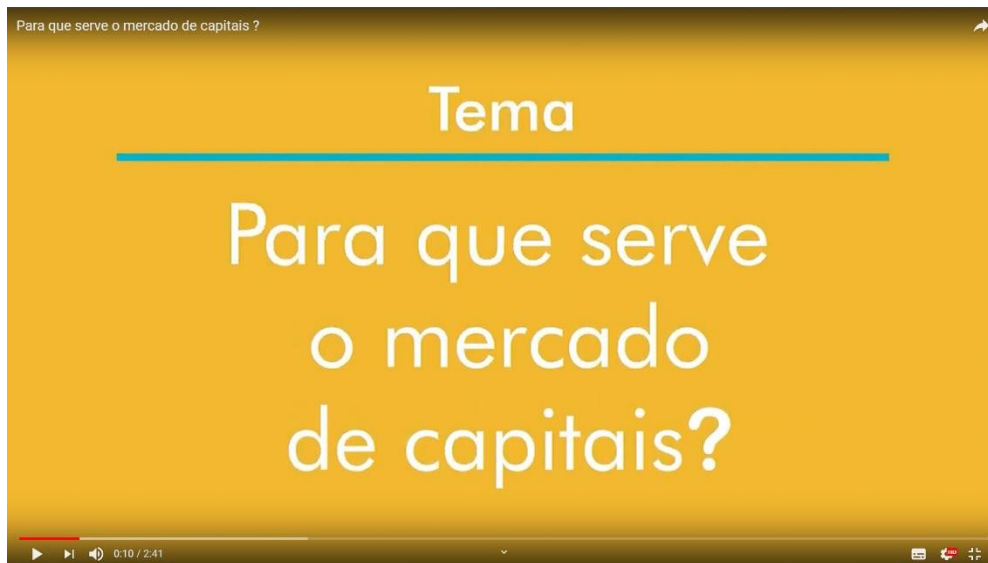 Para que serve o mercado de capitais ?
Tema
Para que serve
o mercado
de capitais?
0:10 / 2:41